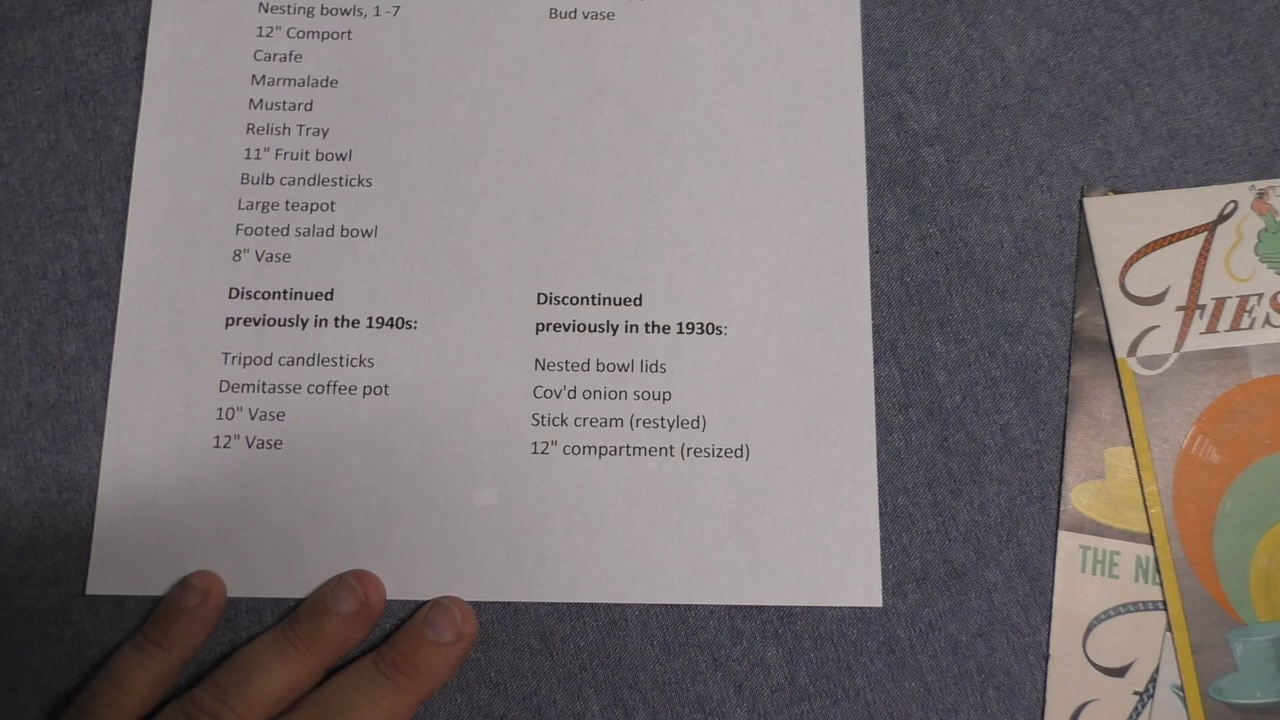 Nesting bowls, 1 -7
12" Comport
Carafe
Marmalade
Mustard
Relish Tray
11" Fruit bowl
Bulb candlesticks
Large teapot
Footed salad bowl
8" Vase
Bud vase
Discontinued
previously in the 1940s:
Tripod candlesticks
Demitasse coffee pot
10" Vase
12" Vase
Discontinued
previously in the 1930s:
Nested bowl lids
Cov'd onion soup
Stick cream (restyled)
12" compartment (resized)
FIES
THE